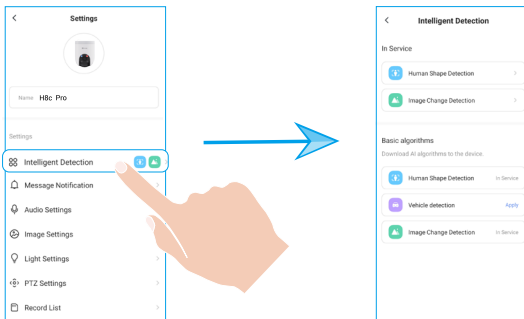 Settings
Name H8c Pro
Settings
Intelligent Detection
Message Notification
Audio Settings
Image Settings
Light Settings
PTZ Settings
Record List
Intelligent Detection
In Service
Human Shape Detection
Image Change Detection
Basic algorithms
Download AI algorithms to the device
Human Shape Detection In Service
Vehicle detection Apply
Image Change Detection In Service